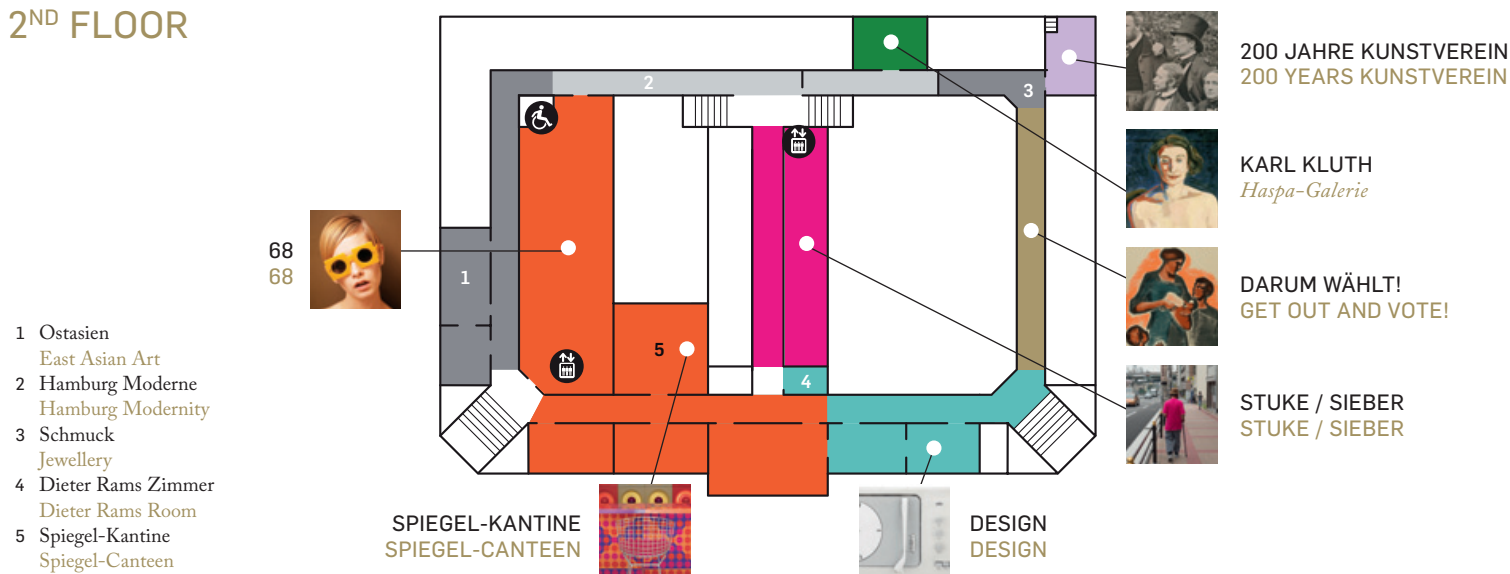 2ND FLOOR
68
68
1 Ostasien
East Asian Art
2 Hamburg Moderne
Hamburg Modernity
3 Schmuck
Jewellery
4 Dieter Rams Zimmer
Dieter Rams Room
5 Spiegel-Kantine
Spiegel-Canteen
1
2
3
4
5
SPIEGEL-KANTINE
SPIEGEL-CANTEEN
DESIGN
DESIGN
200 JAHRE KUNSTVEREIN
200 YEARS KUNSTVEREIN
KARL KLUTH
Haspa-Galerie
DARUM WÄHLT!
GET OUT AND VOTE!
STUKE / SIEBER
STUKE / SIEBER